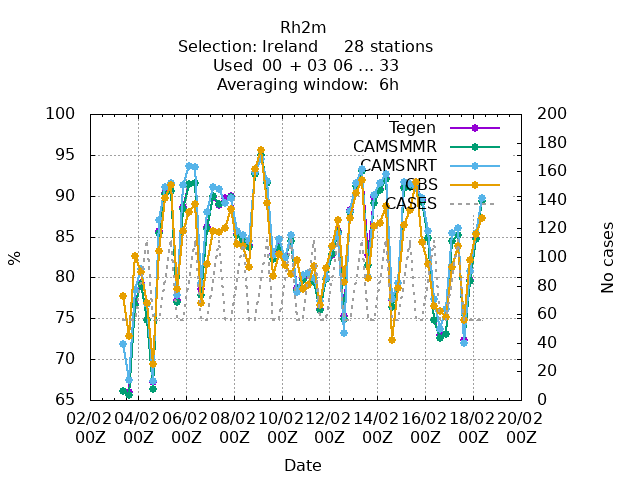 Rh2m
Selection: Ireland 28 stations
Used 00 + 03 06 ... 33
Averaging window: 6h
100
95
90
85
80
75
70
65
%
200
180
160
140
120
100
80
60
40
20
0
No cases
Tegen
CAMSMMR
CAMSNRT
OBS
CASES
02/02 04/02 06/02 08/02 10/02 12/02 14/02 16/02 18/02 20/02
00Z 00Z 00Z 00Z 00Z 00Z 00Z 00Z 00Z 00Z
Date